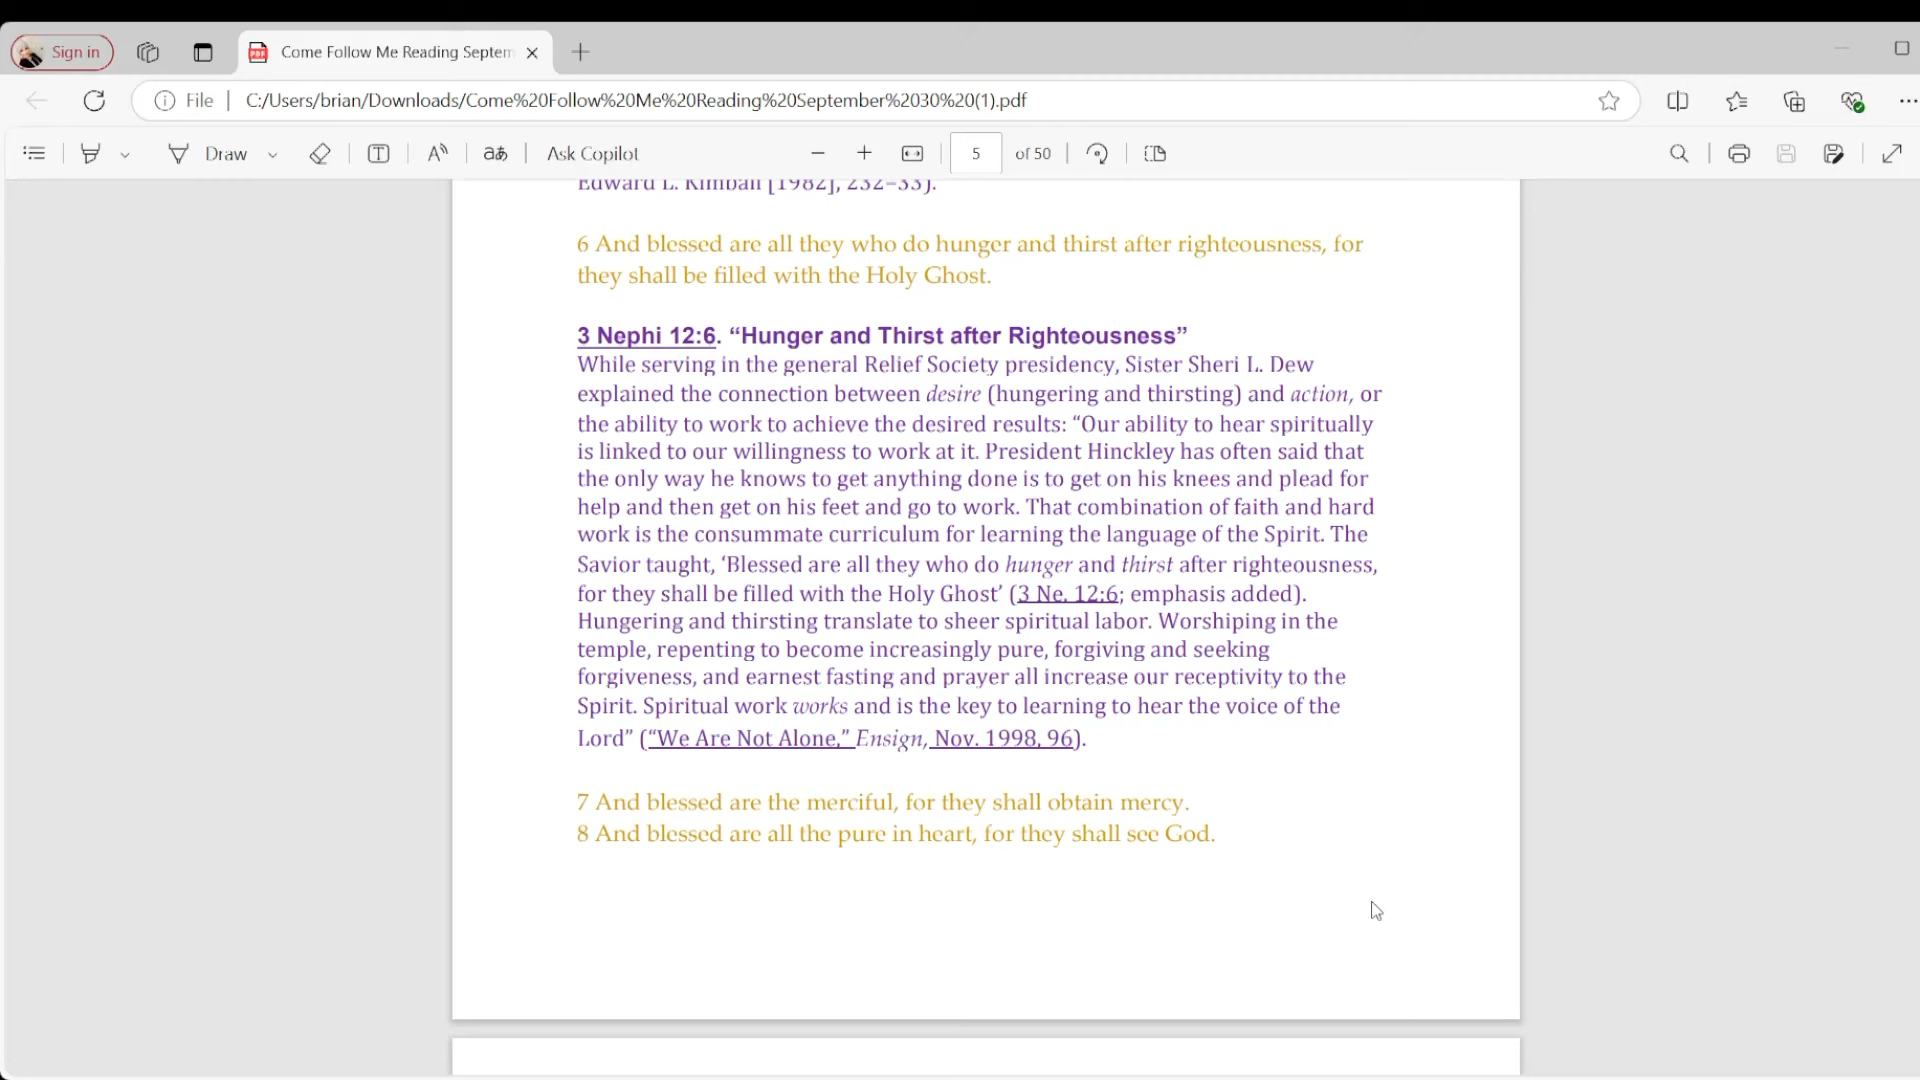 Sign in
Come Follow Me Reading Septem
File
C:/Users/brian/Downloads/Come%20Follow%20Me%20Reading%20September%2030%20(1).pdf
Draw
Ask Copilot
5 of 50
Edward L. Kimball [1982], 232–33).
6 And blessed are all they who do hunger and thirst after righteousness, for
they shall be filled with the Holy Ghost.
3 Nephi 12:6. “Hunger and Thirst after Righteousness”
While serving in the general Relief Society presidency, Sister Sheri L. Dew
explained the connection between desire (hungering and thirsting) and action, or
the ability to work to achieve the desired results: “Our ability to hear spiritually
is linked to our willingness to work at it. President Hinckley has often said that
the only way he knows to get anything done is to get on his knees and plead for
help and then get on his feet and go to work. That combination of faith and hard
work is the consummate curriculum for learning the language of the Spirit. The
Savior taught, ‘Blessed are all they who do hunger and thirst after righteousness,
for they shall be filled with the Holy Ghost’ (3 Ne. 12:6; emphasis added).
Hungering and thirsting translate to sheer spiritual labor. Worshiping in the
temple, repenting to become increasingly pure, forgiving and seeking
forgiveness, and earnest fasting and prayer all increase our receptivity to the
Spirit. Spiritual work works and is the key to learning to hear the voice of the
Lord” (“We Are Not Alone,” Ensign, Nov. 1998, 96).
7 And blessed are the merciful, for they shall obtain mercy.
8 And blessed are all the pure in heart, for they shall see God.